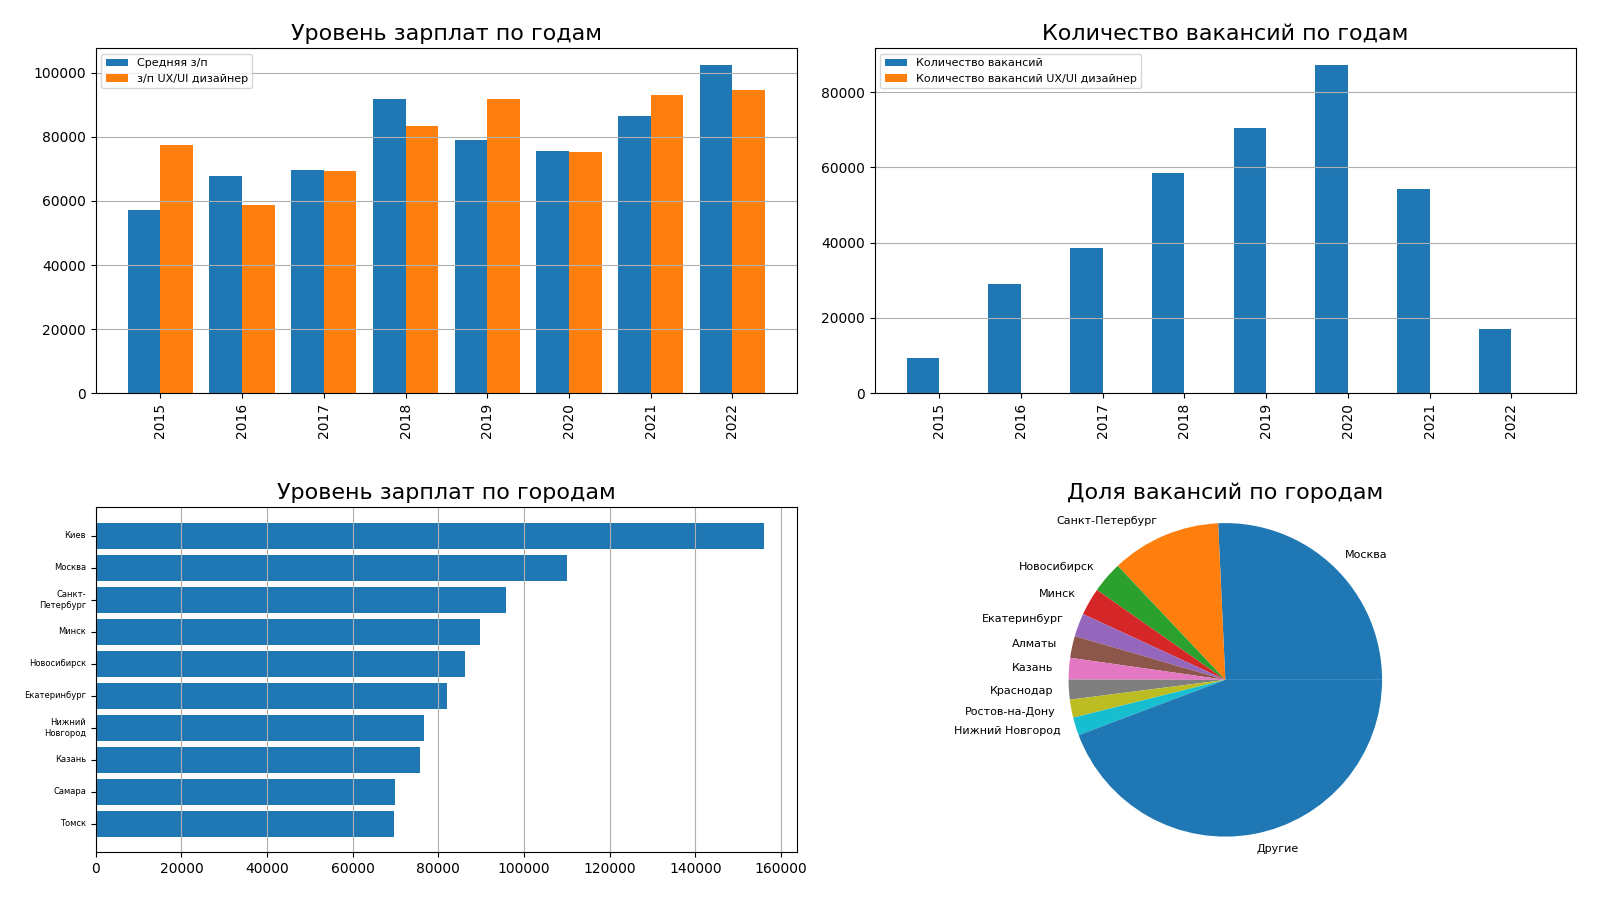 Уровень зарплат по годам
Средняя з/п
з/п UX/UI дизайнер
100000
80000
60000
40000
20000
0
2015
2016
2017
2018
2019
2020
2021
2022
Количество вакансий по годам
Количество вакансий
Количество вакансий UX/UI дизайнер
80000
60000
40000
20000
0
2015
2016
2017
2018
2019
2020
2021
2022
Уровень зарплат по городам
Киев
Москва
Санкт-
Петербург
Минск
Новосибирск
Екатеринбург
Нижний
Новгород
Казань
Самара
Томск
0
20000
40000
60000
80000
100000
120000
140000
160000
Доля вакансий по городам
Москва
Санкт-Петербург
Новосибирск
Минск
Екатеринбург
Алматы
Казань
Краснодар
Ростов-на-Дону
Нижний Новгород
Другие